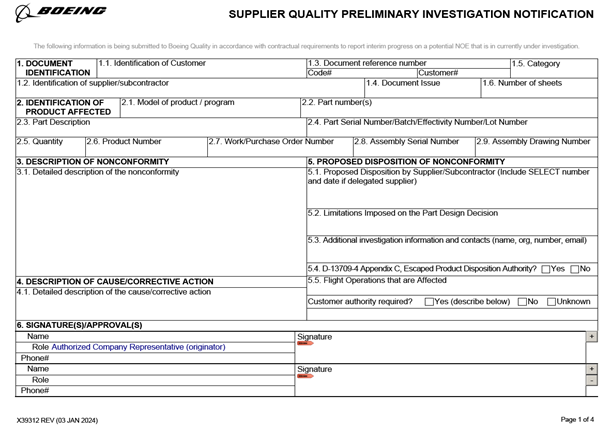 BOEING
SUPPLIER QUALITY PRELIMINARY INVESTIGATION NOTIFICATION
The following information is being submitted to Boeing Quality in accordance with contractual requirements to report interim progress on a potential NOE that is in currently under investigation.
1. DOCUMENT IDENTIFICATION
1.1. Identification of Customer
1.3. Document reference number
Code#
Customer#
1.5. Category
1.2. Identification of supplier/subcontractor
1.4. Document Issue
1.6. Number of sheets
2. IDENTIFICATION OF
PRODUCT AFFECTED
2.1. Model of product / program
2.2. Part number(s)
2.3. Part Description
2.4. Part Serial Number/Batch/Effectivity Number/Lot Number
2.5. Quantity
2.6. Product Number
2.7. Work/Purchase Order Number
2.8. Assembly Serial Number
2.9. Assembly Drawing Number
3. DESCRIPTION OF NONCONFORMITY
3.1. Detailed description of the nonconformity
5. PROPOSED DISPOSITION OF NONCONFORMITY
5.1. Proposed Disposition by Supplier/Subcontractor (Include SELECT number
and date if delegated supplier)
5.2. Limitations Imposed on the Part Design Decision
5.3. Additional investigation information and contacts (name, org, number, email)
5.4. D-13709-4 Appendix C, Escaped Product Disposition Authority? Yes No
4. DESCRIPTION OF CAUSE/CORRECTIVE ACTION
4.1. Detailed description of the cause/corrective action
5.5. Flight Operations that are Affected
Customer authority required? Yes (describe below) No Unknown
6. SIGNATURE(S)/APPROVAL(S)
Name
Role Authorized Company Representative (originator)
Phone#
Signature
+
Name
Role
Phone#
Signature
+
-
X39312 REV (03 JAN 2024)
Page 1 of 4